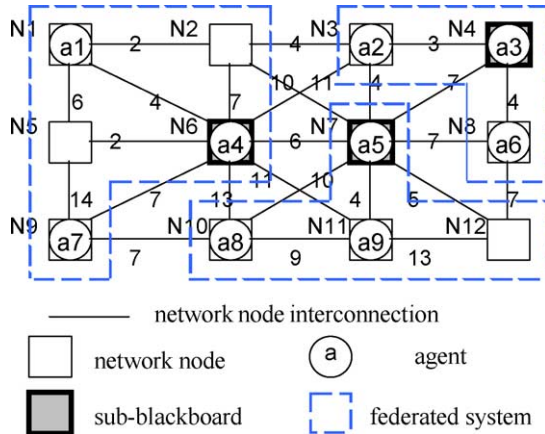 N1 N2 N3 N4
a1 2 4 a2 3 a3
10 11 7
6 4 7 4 4
N5 N6 N7 N8
2 a4 6 a5 7 a6
14 7 13 11 10 4 5 7
N9 N10 N11 N12
a7 a8 a9
7 9 13
network node interconnection
network node a agent
sub-blackboard federated system